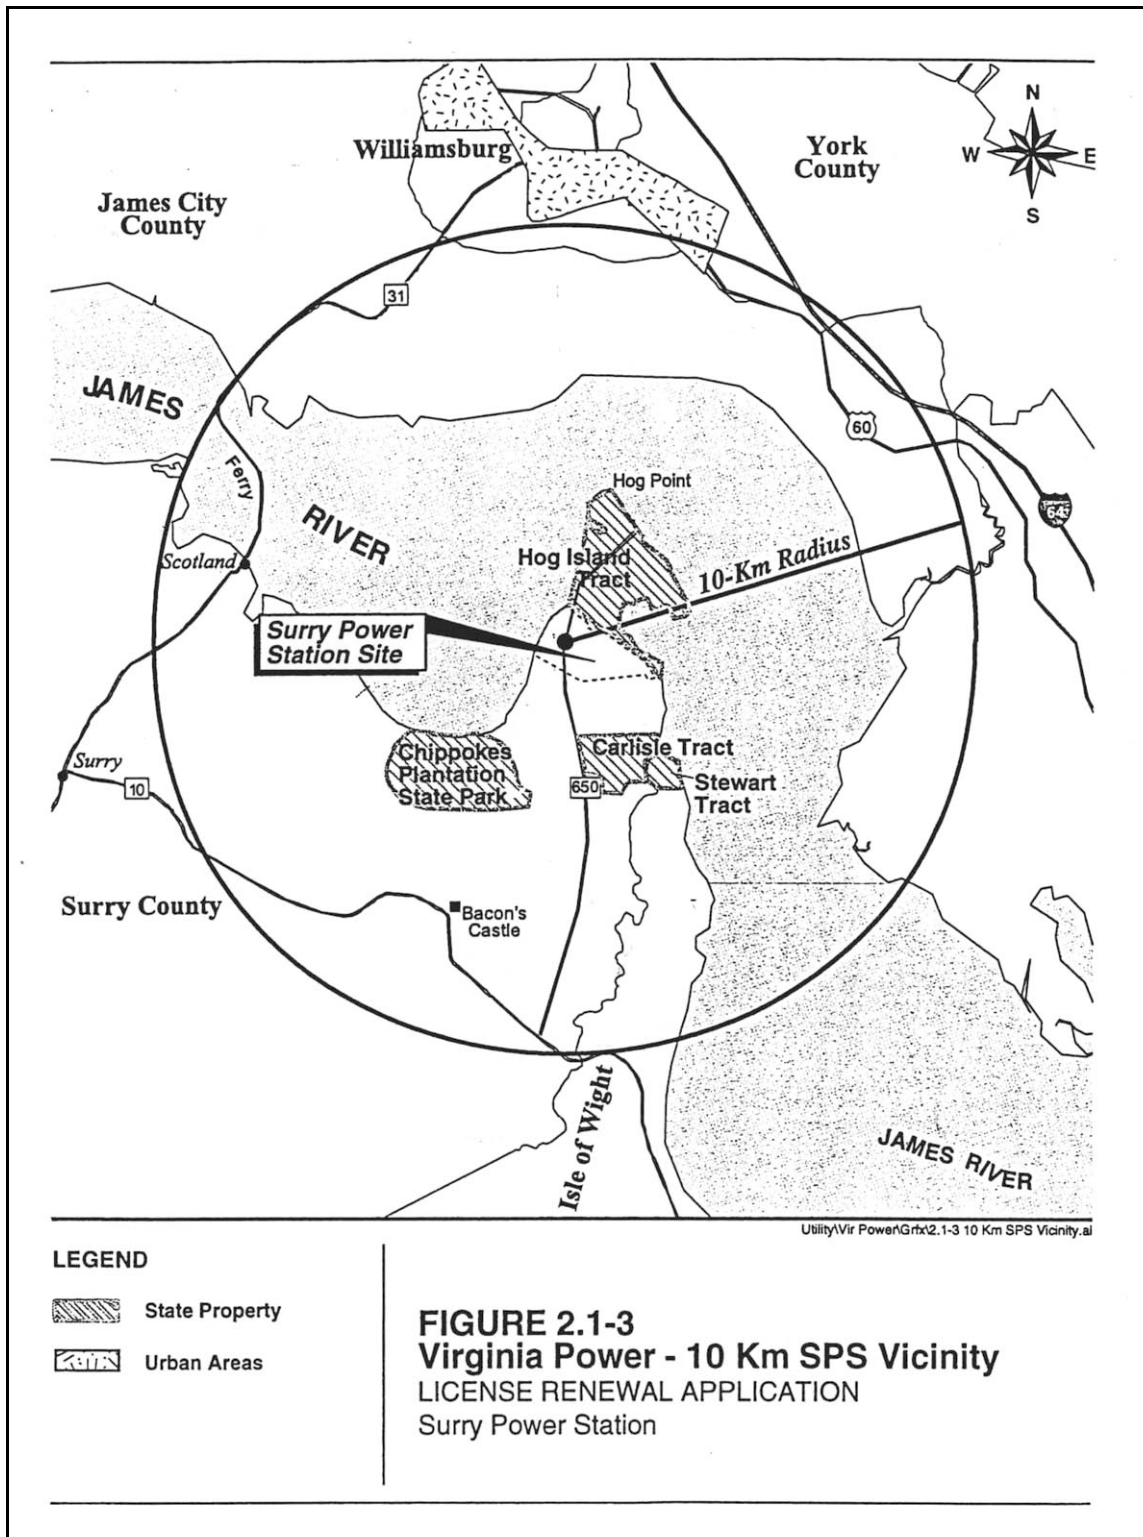 N
W E
S
Williamsburg
York
County
James City
County
31
JAMES
60
Ferry
Hog Point
64
RIVER
Hog Island
Tract
10-Km Radius
Scotland
Surry Power
Station Site
Chippokes
Plantation
State Park
Carlisle Tract
Surry
10
650
Stewart
Tract
Surry County
Bacon's
Castle
Isle of Wight
JAMES RIVER
Utility\Vir Power\Grfx\2.1-3 10 Km SPS Vicinity.ai
LEGEND
State Property
Urban Areas
FIGURE 2.1-3
Virginia Power - 10 Km SPS Vicinity
LICENSE RENEWAL APPLICATION
Surry Power Station